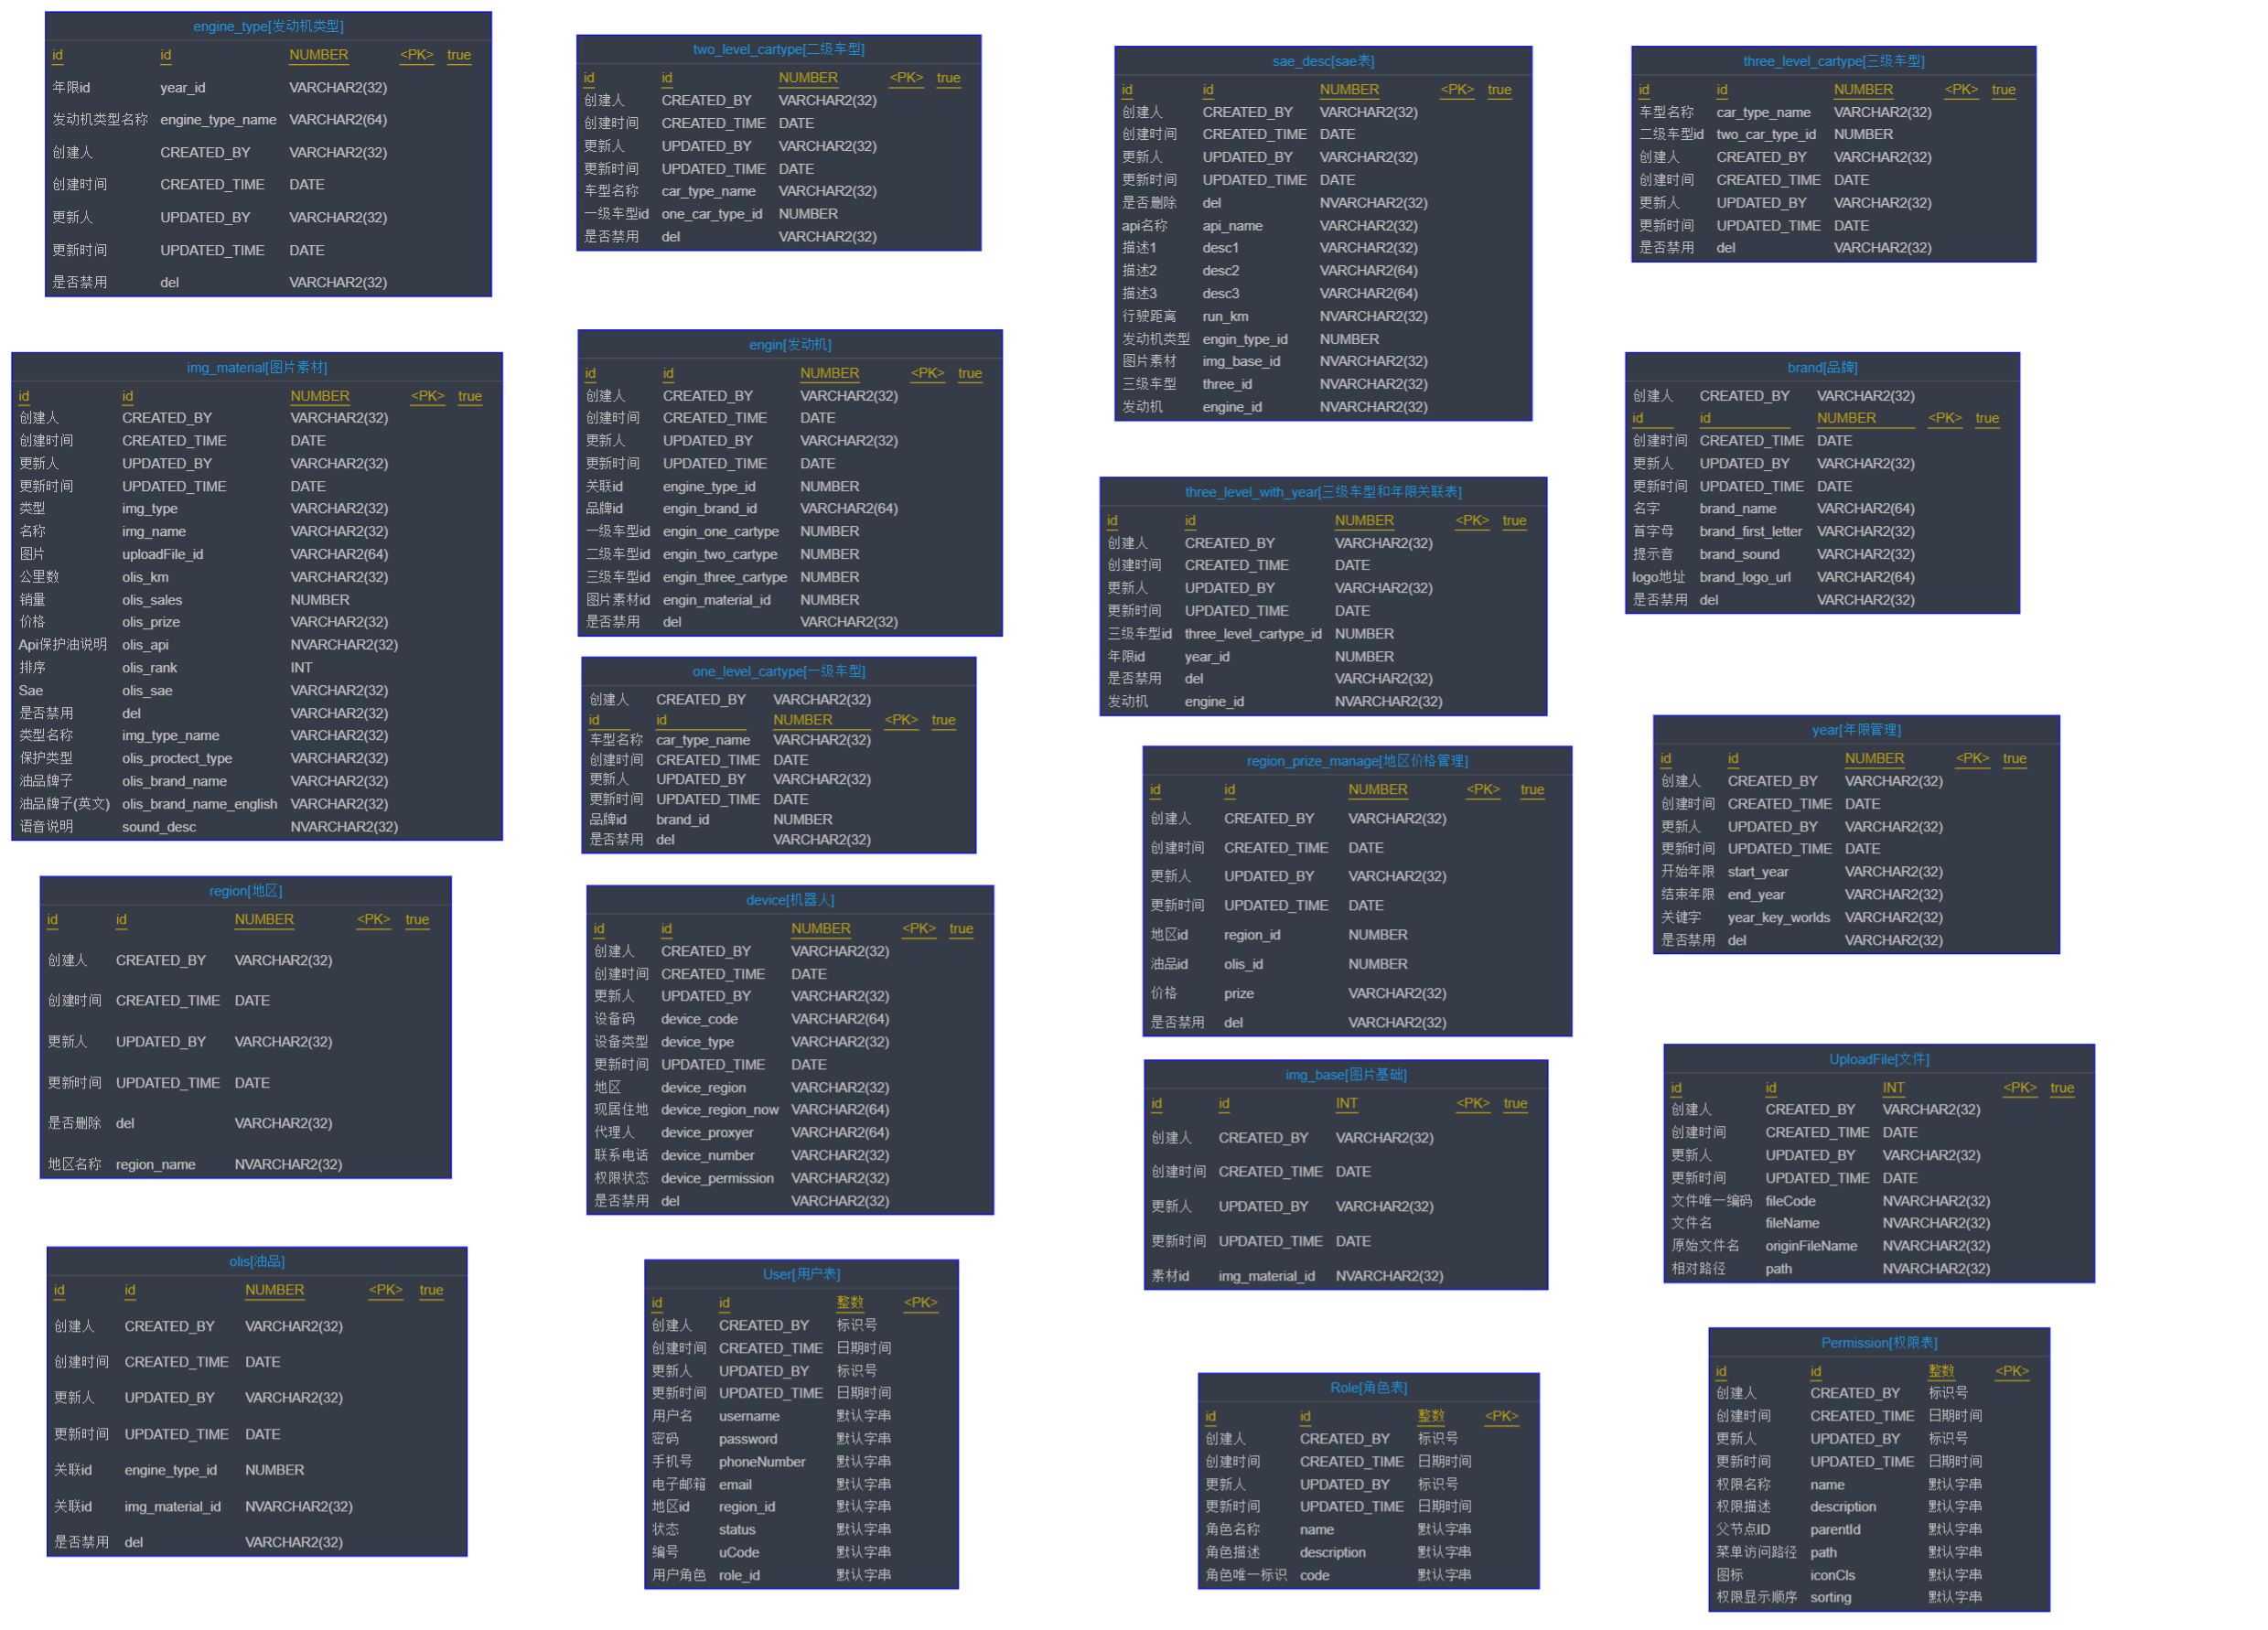 engine_type[发动机类型]
id id NUMBER <PK> true
年限id year_id VARCHAR2(32)
发动机类型名称 engine_type_name VARCHAR2(64)
创建人 CREATED_BY VARCHAR2(32)
创建时间 CREATED_TIME DATE
更新人 UPDATED_BY VARCHAR2(32)
更新时间 UPDATED_TIME DATE
是否禁用 del VARCHAR2(32)
two_level_cartype[二级车型]
id id NUMBER <PK> true
创建人 CREATED_BY VARCHAR2(32)
创建时间 CREATED_TIME DATE
更新人 UPDATED_BY VARCHAR2(32)
更新时间 UPDATED_TIME DATE
车型名称 car_type_name VARCHAR2(32)
一级车型id one_car_type_id NUMBER
是否禁用 del VARCHAR2(32)
sae_desc[sae表]
id id NUMBER <PK> true
创建人 CREATED_BY VARCHAR2(32)
创建时间 CREATED_TIME DATE
更新人 UPDATED_BY VARCHAR2(32)
更新时间 UPDATED_TIME DATE
是否删除 del NVARCHAR2(32)
api名称 api_name VARCHAR2(32)
描述1 desc1 VARCHAR2(32)
描述2 desc2 VARCHAR2(64)
描述3 desc3 VARCHAR2(64)
行驶距离 run_km NVARCHAR2(32)
发动机类型 engin_type_id NUMBER
图片素材 img_base_id NVARCHAR2(32)
三级车型 three_id NVARCHAR2(32)
发动机 engine_id NVARCHAR2(32)
three_level_cartype[三级车型]
id id NUMBER <PK> true
车型名称 car_type_name VARCHAR2(32)
二级车型id two_car_type_id NUMBER
创建人 CREATED_BY VARCHAR2(32)
创建时间 CREATED_TIME DATE
更新人 UPDATED_BY VARCHAR2(32)
更新时间 UPDATED_TIME DATE
是否禁用 del VARCHAR2(32)
img_material[图片素材]
id id NUMBER <PK> true
创建人 CREATED_BY VARCHAR2(32)
创建时间 CREATED_TIME DATE
更新人 UPDATED_BY VARCHAR2(32)
更新时间 UPDATED_TIME DATE
类型 img_type VARCHAR2(32)
名称 img_name VARCHAR2(32)
图片 uploadFile_id VARCHAR2(64)
公里数 olis_km VARCHAR2(32)
销量 olis_sales NUMBER
价格 olis_prize VARCHAR2(32)
Api保护油说明 olis_api NVARCHAR2(32)
排序 olis_rank INT
Sae olis_sae VARCHAR2(32)
是否禁用 del VARCHAR2(32)
类型名称 img_type_name VARCHAR2(32)
保护类型 olis_proctect_type VARCHAR2(32)
油品牌子 olis_brand_name VARCHAR2(32)
油品牌子(英文) olis_brand_name_english VARCHAR2(32)
语音说明 sound_desc NVARCHAR2(32)
engin[发动机]
id id NUMBER <PK> true
创建人 CREATED_BY VARCHAR2(32)
创建时间 CREATED_TIME DATE
更新人 UPDATED_BY VARCHAR2(32)
更新时间 UPDATED_TIME DATE
关联id engine_type_id NUMBER
品牌id engin_brand_id VARCHAR2(64)
一级车型id engin_one_cartype NUMBER
二级车型id engin_two_cartype NUMBER
三级车型id engin_three_cartype NUMBER
图片素材id engin_material_id NUMBER
是否禁用 del VARCHAR2(32)
brand[品牌]
创建人 CREATED_BY VARCHAR2(32)
id id NUMBER <PK> true
创建时间 CREATED_TIME DATE
更新人 UPDATED_BY VARCHAR2(32)
更新时间 UPDATED_TIME DATE
名字 brand_name VARCHAR2(64)
首字母 brand_first_letter VARCHAR2(32)
提示音 brand_sound VARCHAR2(32)
logo地址 brand_logo_url VARCHAR2(64)
是否禁用 del VARCHAR2(32)
three_level_with_year[三级车型和年限关联表]
id id NUMBER <PK> true
创建人 CREATED_BY VARCHAR2(32)
创建时间 CREATED_TIME DATE
更新人 UPDATED_BY VARCHAR2(32)
更新时间 UPDATED_TIME DATE
三级车型id three_level_cartype_id NUMBER
年限id year_id NUMBER
是否禁用 del VARCHAR2(32)
发动机 engine_id NVARCHAR2(32)
one_level_cartype[一级车型]
创建人 CREATED_BY VARCHAR2(32)
id id NUMBER <PK> true
车型名称 car_type_name VARCHAR2(32)
创建时间 CREATED_TIME DATE
更新人 UPDATED_BY VARCHAR2(32)
更新时间 UPDATED_TIME DATE
品牌id brand_id NUMBER
是否禁用 del VARCHAR2(32)
region_prize_manage[地区价格管理]
id id NUMBER <PK> true
创建人 CREATED_BY VARCHAR2(32)
创建时间 CREATED_TIME DATE
更新人 UPDATED_BY VARCHAR2(32)
更新时间 UPDATED_TIME DATE
地区id region_id NUMBER
油品id olis_id NUMBER
价格 prize VARCHAR2(32)
是否禁用 del VARCHAR2(32)
year[年限管理]
id id NUMBER <PK> true
创建人 CREATED_BY VARCHAR2(32)
创建时间 CREATED_TIME DATE
更新人 UPDATED_BY VARCHAR2(32)
更新时间 UPDATED_TIME DATE
开始年限 start_year VARCHAR2(32)
结束年限 end_year VARCHAR2(32)
关键字 year_key_worlds VARCHAR2(32)
是否禁用 del VARCHAR2(32)
region[地区]
id id NUMBER <PK> true
创建人 CREATED_BY VARCHAR2(32)
创建时间 CREATED_TIME DATE
更新人 UPDATED_BY VARCHAR2(32)
更新时间 UPDATED_TIME DATE
是否删除 del VARCHAR2(32)
地区名称 region_name NVARCHAR2(32)
device[机器人]
id id NUMBER <PK> true
创建人 CREATED_BY VARCHAR2(32)
创建时间 CREATED_TIME DATE
更新人 UPDATED_BY VARCHAR2(32)
设备码 device_code VARCHAR2(64)
设备类型 device_type VARCHAR2(32)
更新时间 UPDATED_TIME DATE
地区 device_region VARCHAR2(32)
现居住地 device_region_now VARCHAR2(64)
代理人 device_proxyer VARCHAR2(64)
联系电话 device_number VARCHAR2(32)
权限状态 device_permission VARCHAR2(32)
是否禁用 del VARCHAR2(32)
img_base[图片基础]
id id INT <PK> true
创建人 CREATED_BY VARCHAR2(32)
创建时间 CREATED_TIME DATE
更新人 UPDATED_BY VARCHAR2(32)
更新时间 UPDATED_TIME DATE
素材id img_material_id NVARCHAR2(32)
UploadFile[文件]
id id INT <PK> true
创建人 CREATED_BY VARCHAR2(32)
创建时间 CREATED_TIME DATE
更新人 UPDATED_BY VARCHAR2(32)
更新时间 UPDATED_TIME DATE
文件唯一编码 fileCode NVARCHAR2(32)
文件名 fileName NVARCHAR2(32)
原始文件名 originFileName NVARCHAR2(32)
相对路径 path NVARCHAR2(32)
olis[油品]
id id NUMBER <PK> true
创建人 CREATED_BY VARCHAR2(32)
创建时间 CREATED_TIME DATE
更新人 UPDATED_BY VARCHAR2(32)
更新时间 UPDATED_TIME DATE
关联id engine_type_id NUMBER
关联id img_material_id NVARCHAR2(32)
是否禁用 del VARCHAR2(32)
User[用户表]
id id 整数 <PK>
创建人 CREATED_BY 标识号
创建时间 CREATED_TIME 日期时间
更新人 UPDATED_BY 标识号
更新时间 UPDATED_TIME 日期时间
用户名 username 默认字串
密码 password 默认字串
手机号 phoneNumber 默认字串
电子邮箱 email 默认字串
地区id region_id 默认字串
状态 status 默认字串
编号 uCode 默认字串
用户角色 role_id 默认字串
Role[角色表]
id id 整数 <PK>
创建人 CREATED_BY 标识号
创建时间 CREATED_TIME 日期时间
更新人 UPDATED_BY 标识号
更新时间 UPDATED_TIME 日期时间
角色名称 name 默认字串
角色描述 description 默认字串
角色唯一标识 code 默认字串
Permission[权限表]
id id 整数 <PK>
创建人 CREATED_BY 标识号
创建时间 CREATED_TIME 日期时间
更新人 UPDATED_BY 标识号
更新时间 UPDATED_TIME 日期时间
权限名称 name 默认字串
权限描述 description 默认字串
父节点ID parentId 默认字串
菜单访问路径 path 默认字串
图标 iconCls 默认字串
权限显示顺序 sorting 默认字串